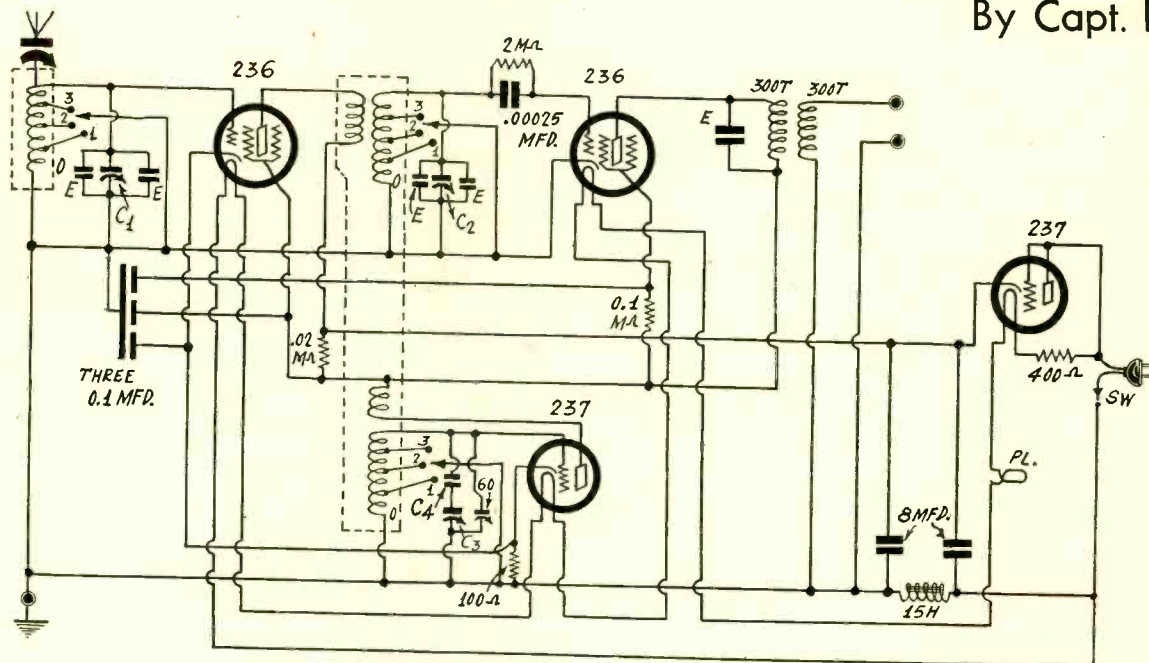 By Capt.
236
2MΩ
236
.00025
MFD.
300T
300T
E
3
2
1
0
E
C1
E
3
2
1
0
E
C2
E
237
0.1
MΩ
.02
MΩ
THREE
0.1 MFD.
400Ω
SW
237
3
2
1
0
60
C4
C3
PL.
8MFD.
100Ω
15H